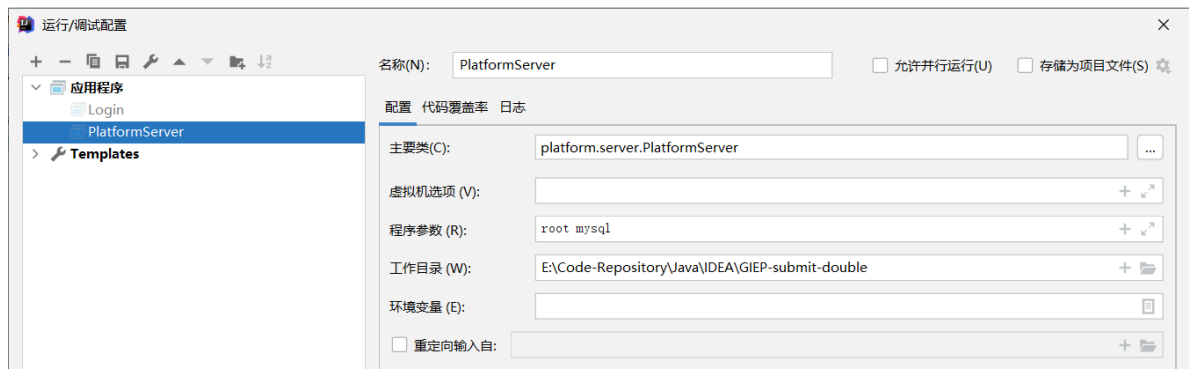 运行/调试配置
名称(N): PlatformServer 允许并行运行(U) 存储为项目文件(S)
应用程序
Login
PlatformServer
Templates
配置 代码覆盖率 日志
主要类(C): platform.server.PlatformServer ...
虚拟机选项 (V):
程序参数 (R): root mysql
工作目录 (W): E:\Code-Repository\Java\IDEA\GIEP-submit-double
环境变量 (E):
重定向输入自: